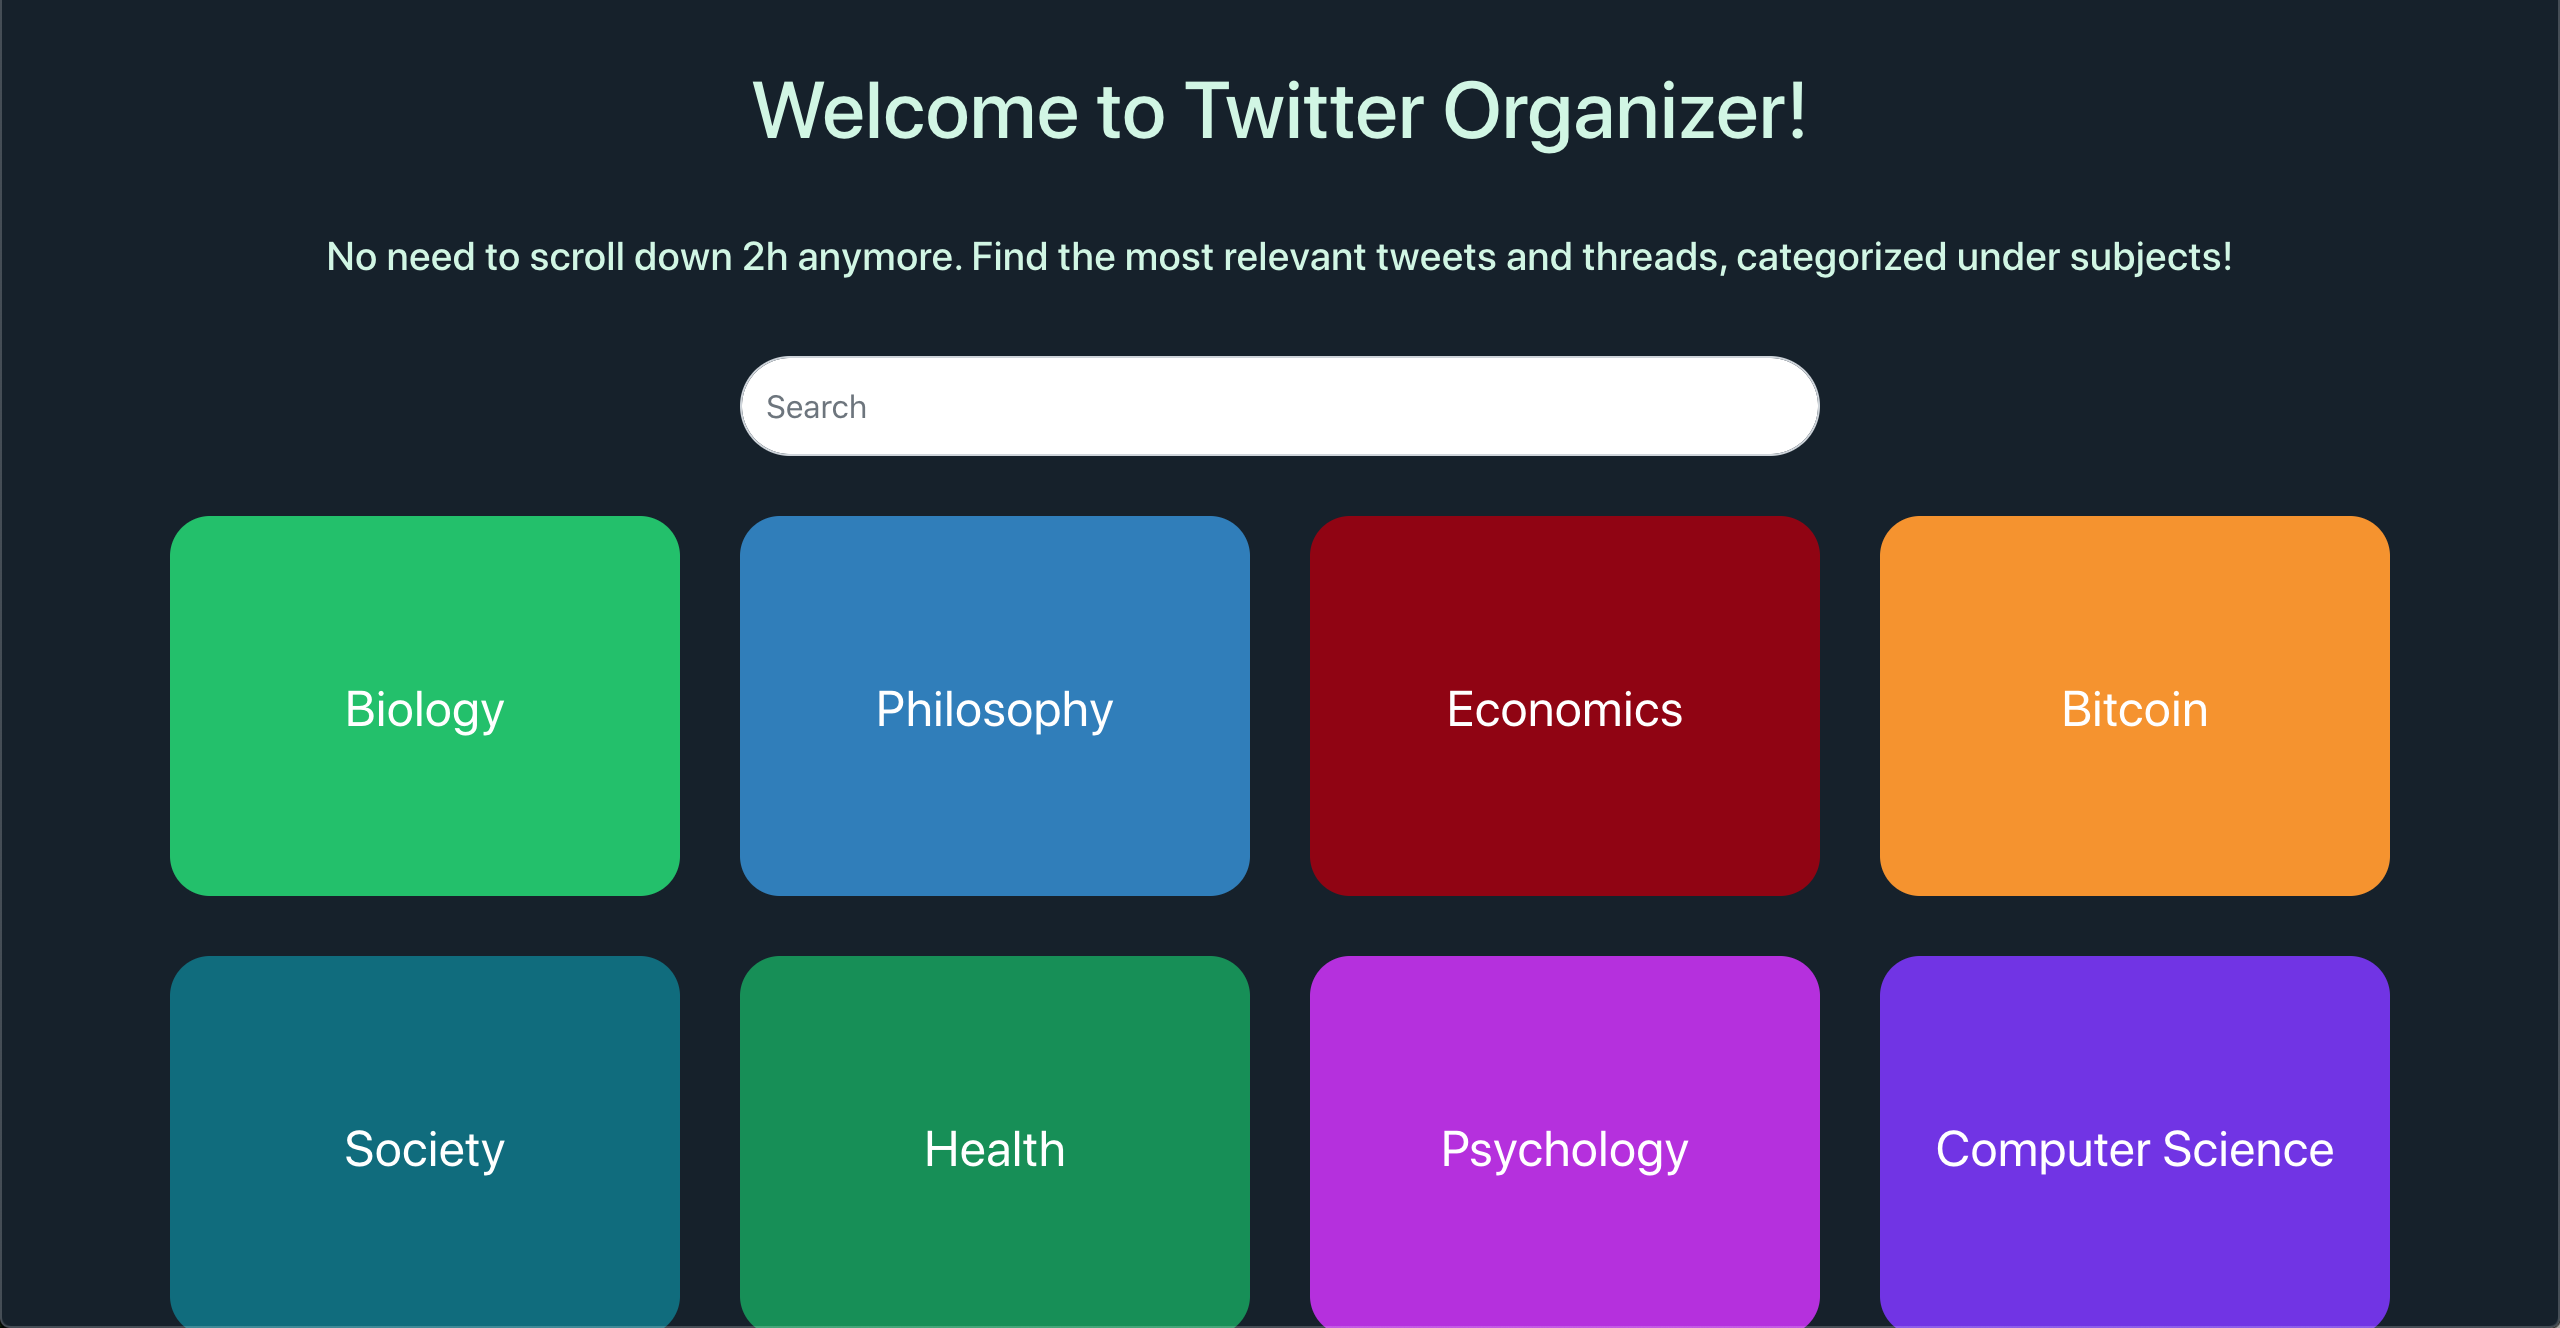 Welcome to Twitter Organizer!
No need to scroll down 2h anymore. Find the most relevant tweets and threads, categorized under subjects!
Search
Biology
Philosophy
Economics
Bitcoin
Society
Health
Psychology
Computer Science